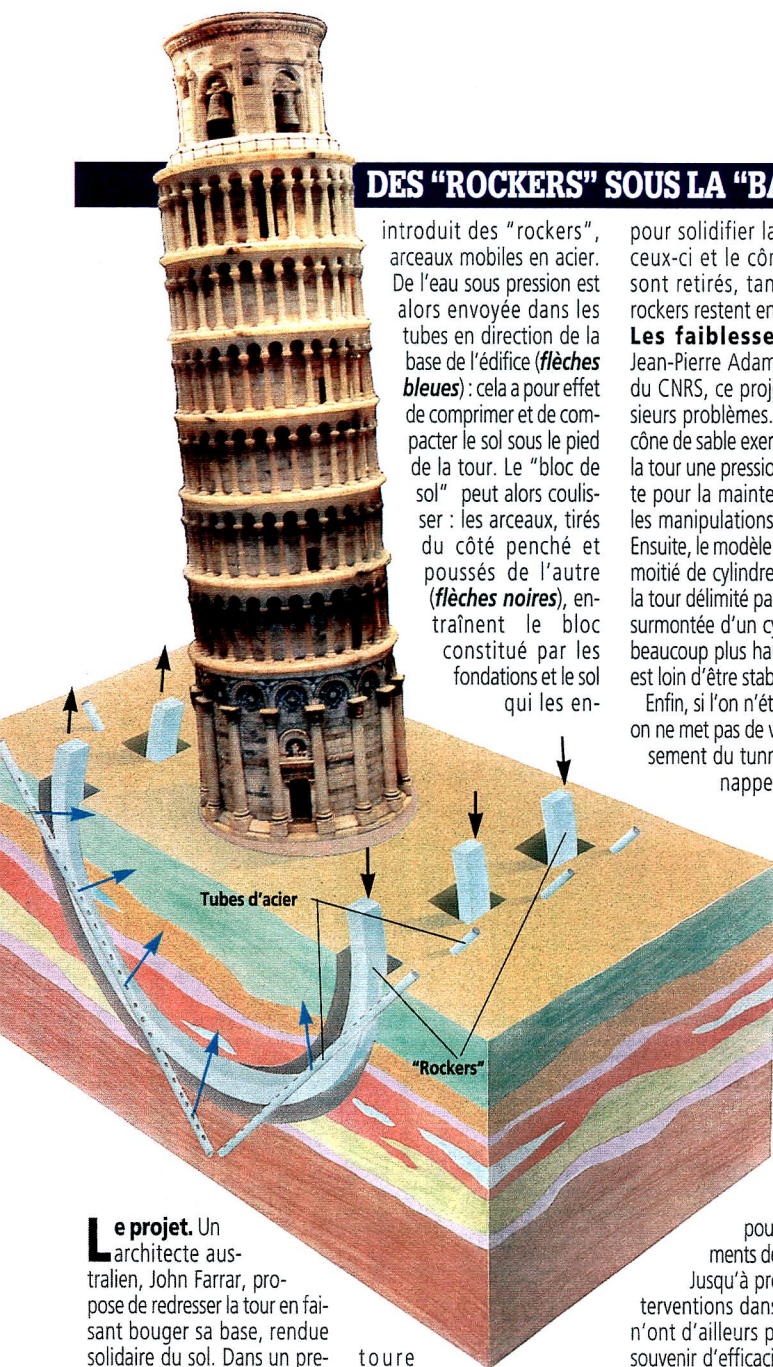 DES “ROCKERS” SOUS LA “BA
Le projet. Un
architecte aus-
tralien, John Farrar, pro-
pose de redresser la tour en fai-
sant bouger sa base, rendue
solidaire du sol. Dans un pre-
introduit des “rockers”,
arceaux mobiles en acier.
De l'eau sous pression est
alors envoyée dans les
tubes en direction de la
base de l'édifice (flèches
bleues) : cela a pour effet
de comprimer et de com-
pacter le sol sous le pied
de la tour. Le “bloc de
sol” peut alors coulis-
ser : les arceaux, tirés
du côté penché et
poussés de l'autre
(flèches noires), en-
traînent le bloc
constitué par les
fondations et le sol
qui les en-
toure
pour solidifier la
ceux-ci et le côn
sont retirés, tan
rockers restent en
Les faiblesse
Jean-Pierre Adam
du CNRS, ce proj
sieurs problèmes.
cône de sable exer
la tour une pression
te pour la mainte
les manipulations
Ensuite, le modèle
moitié de cylindre
la tour délimité pa
surmontée d'un cy
beaucoup plus hau
est loin d'être stab
Enfin, si l'on n'ét
on ne met pas de v
sement du tunn
nappe
pou
ments de
Jusqu'à pré
terventions dans
n'ont d'ailleurs p
souvenir d'efficaci
Tubes d'acier
“Rockers”